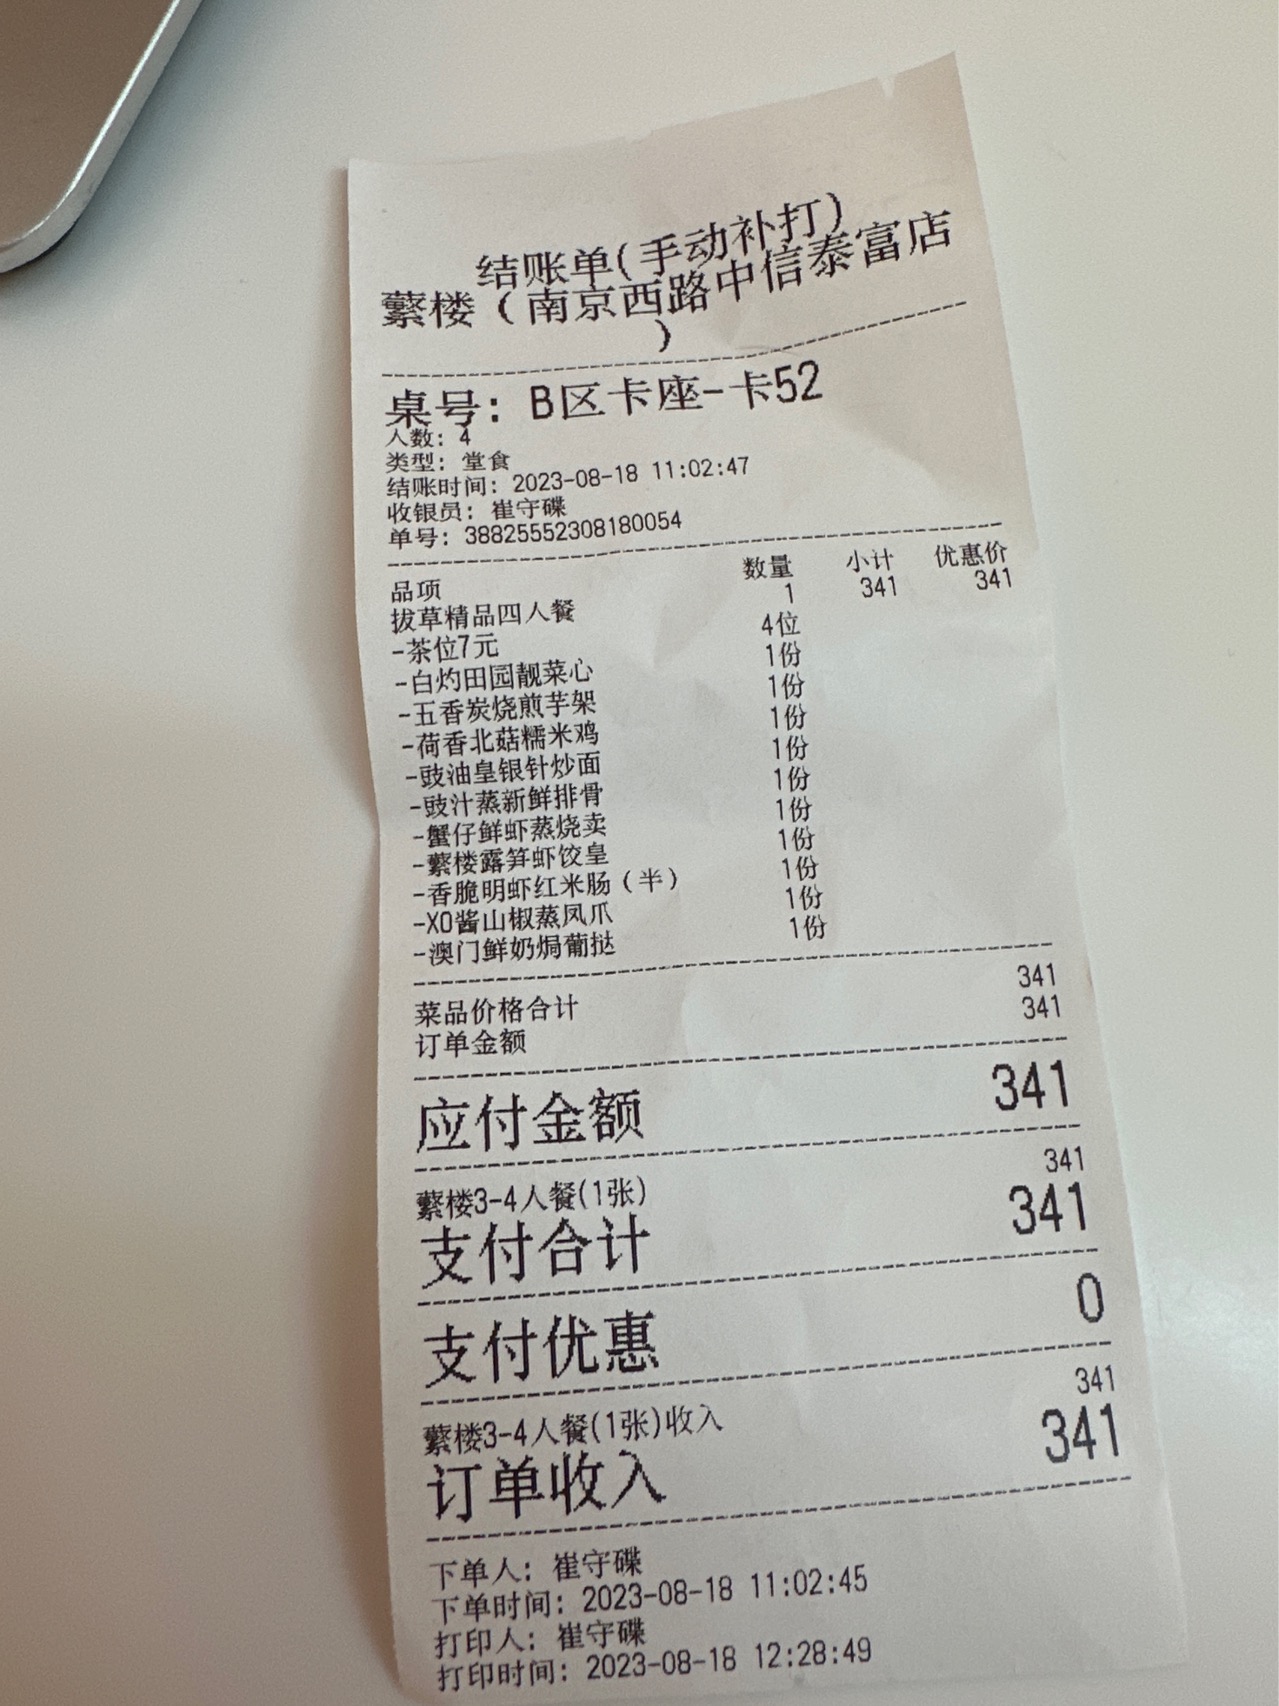 结账单(手动补打)
蘩楼（南京西路中信泰富店
）
桌号: B区卡座-卡52
人数: 4
类型: 堂食
结账时间: 2023-08-18 11:02:47
收银员: 崔守碟
单号: 38825552308180054
品项 数量 小计 优惠价
拔草精品四人餐 1 341 341
-茶位7元 4位
-白灼田园靓菜心 1份
-五香炭烧煎芋架 1份
-荷香北菇糯米鸡 1份
-豉油皇银针炒面 1份
-豉汁蒸新鲜排骨 1份
-蟹仔鲜虾蒸烧卖 1份
-蘩楼露笋虾饺皇 1份
-香脆明虾红米肠（半） 1份
-XO酱山椒蒸凤爪 1份
-澳门鲜奶焗葡挞 1份
菜品价格合计 341
订单金额 341
应付金额 341
蘩楼3-4人餐(1张) 341
支付合计 341
支付优惠 0
蘩楼3-4人餐(1张)收入 341
订单收入 341
下单人: 崔守碟
下单时间: 2023-08-18 11:02:45
打印人: 崔守碟
打印时间: 2023-08-18 12:28:49